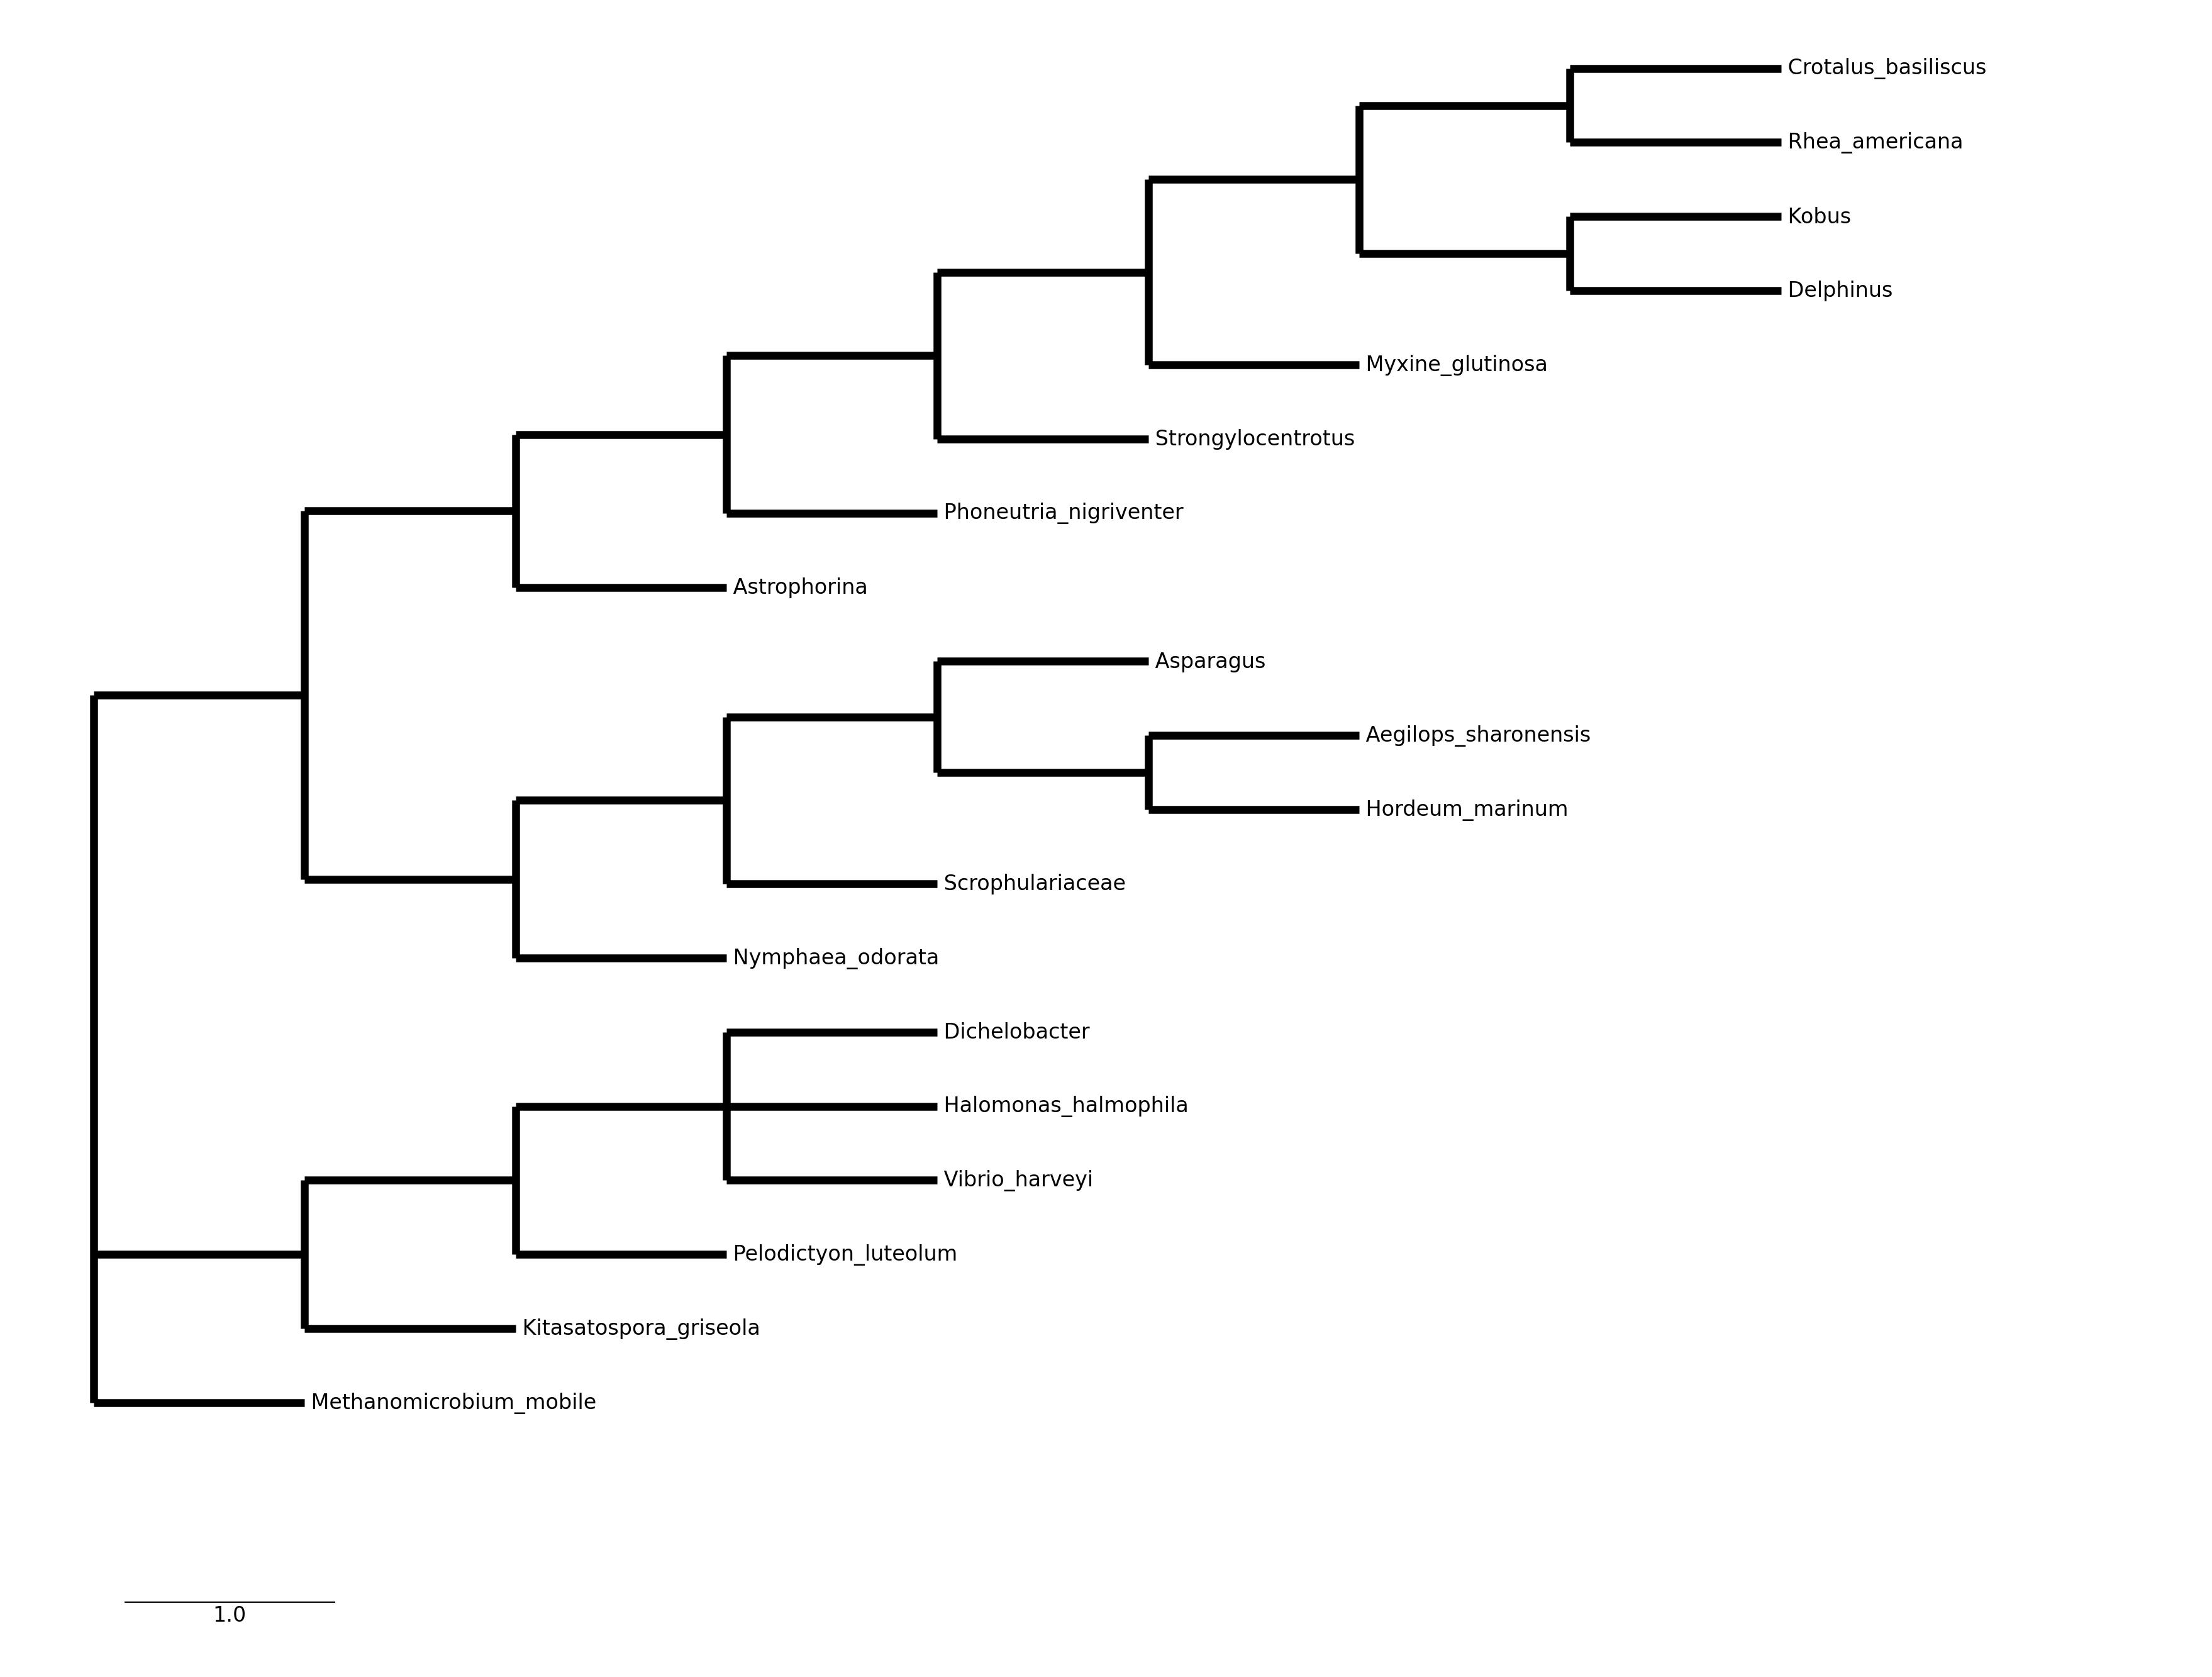 Crotalus_basiliscus
Rhea_americana
Kobus
Delphinus
Myxine_glutinosa
Strongylocentrotus
Phoneutria_nigriventer
Astrophorina
Asparagus
Aegilops_sharonensis
Hordeum_marinum
Scrophulariaceae
Nymphaea_odorata
Dichelobacter
Halomonas_halmophila
Vibrio_harveyi
Pelodictyon_luteolum
Kitasatospora_griseola
Methanomicrobium_mobile
1.0